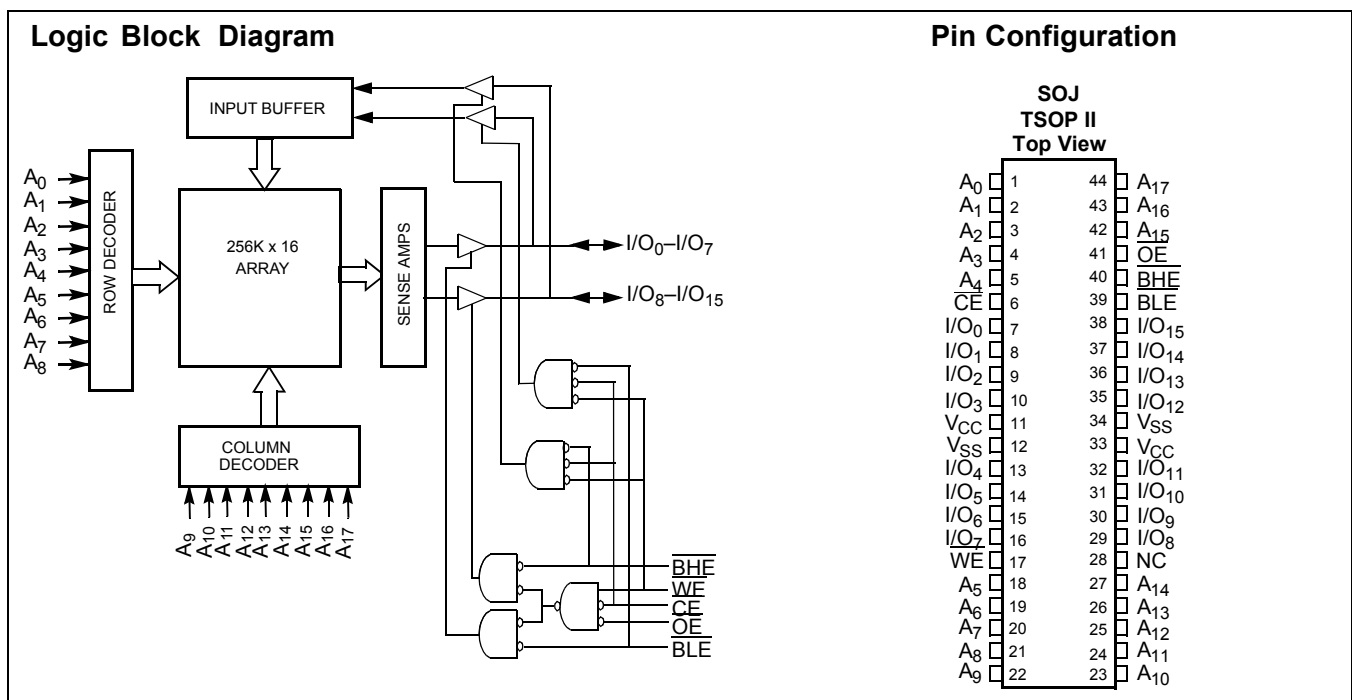 Logic Block Diagram
INPUT BUFFER
A0
A1
A2
A3
A4
A5
A6
A7
A8
ROW DECODER
256K x 16
ARRAY
SENSE AMPS
I/O0–I/O7
I/O8–I/O15
COLUMN
DECODER
A9
A10
A11
A12
A13
A14
A15
A16
A17
BHE
WE
CE
OE
BLE
Pin Configuration
SOJ
TSOP II
Top View
A0 1 44 A17
A1 2 43 A16
A2 3 42 A15
A3 4 41 OE
A4 5 40 BHE
CE 6 39 BLE
I/O0 7 38 I/O15
I/O1 8 37 I/O14
I/O2 9 36 I/O13
I/O3 10 35 I/O12
VCC 11 34 VSS
VSS 12 33 VCC
I/O4 13 32 I/O11
I/O5 14 31 I/O10
I/O6 15 30 I/O9
I/O7 16 29 I/O8
WE 17 28 NC
A5 18 27 A14
A6 19 26 A13
A7 20 25 A12
A8 21 24 A11
A9 22 23 A10